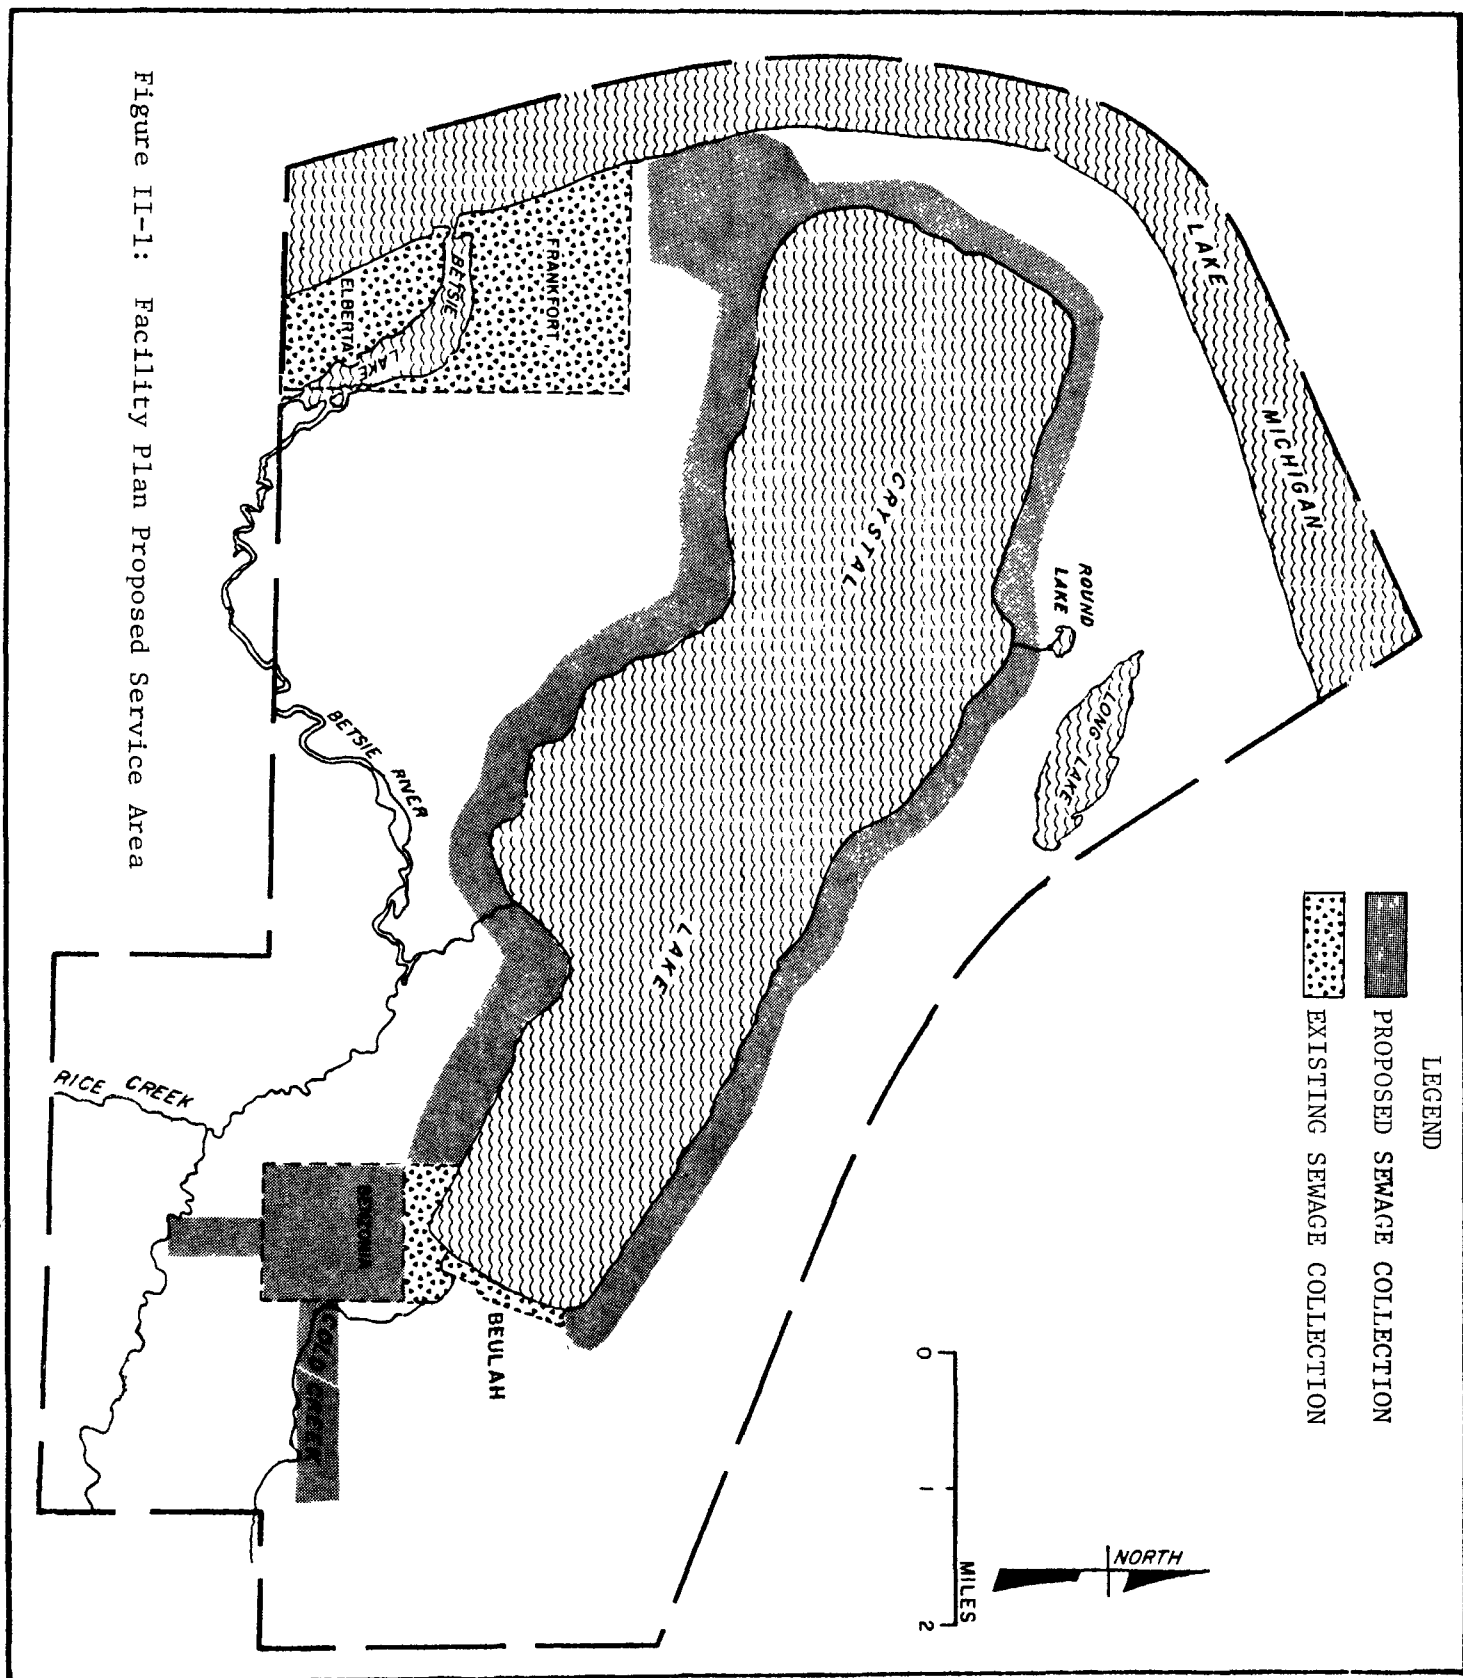 LEGEND
PROPOSED SEWAGE COLLECTION
EXISTING SEWAGE COLLECTION
LAKE
MICHIGAN
ROUND
LAKE
LONG LAKE
CRYSTAL
LAKE
FRANKFORT
BETSIE
LAKE
ELBERTA
BETSIE RIVER
RICE CREEK
BENZONIA
COLD CREEK
BEULAH
NORTH
0 1 2
MILES
Figure II-1: Facility Plan Proposed Service Area